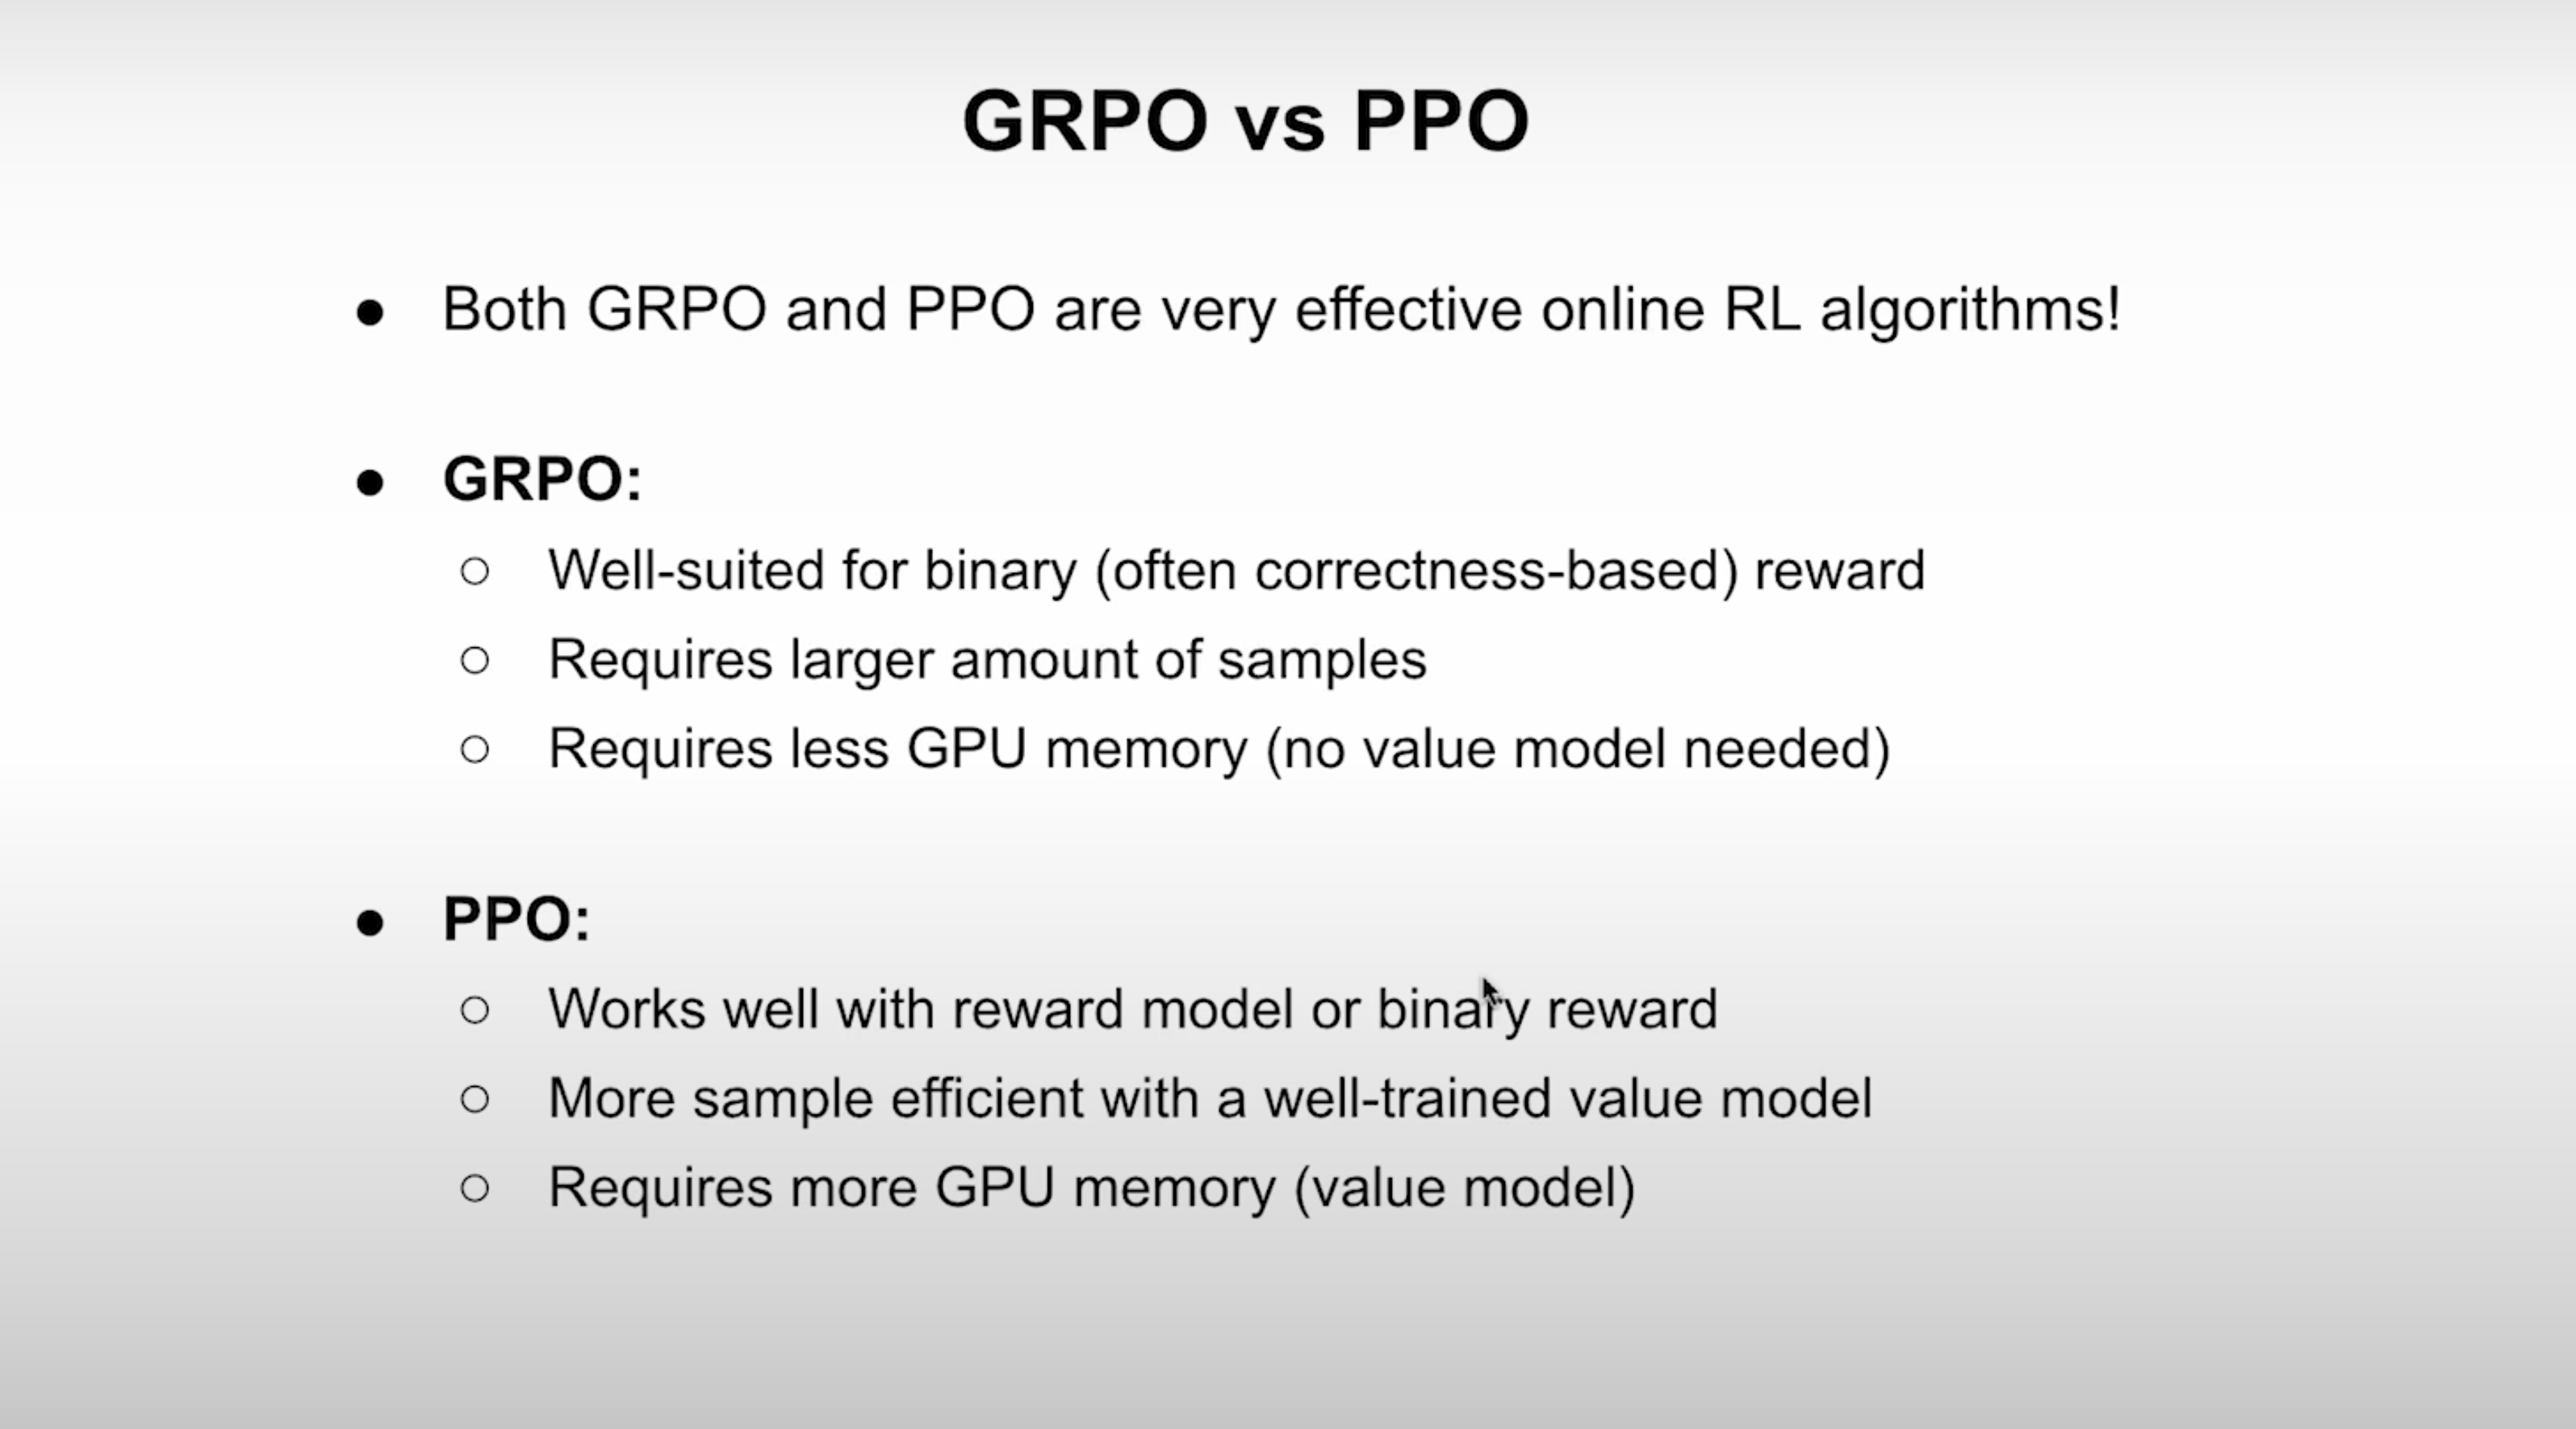 GRPO vs PPO
● Both GRPO and PPO are very effective online RL algorithms!
● GRPO:
○ Well-suited for binary (often correctness-based) reward
○ Requires larger amount of samples
○ Requires less GPU memory (no value model needed)
● PPO:
○ Works well with reward model or binary reward
○ More sample efficient with a well-trained value model
○ Requires more GPU memory (value model)